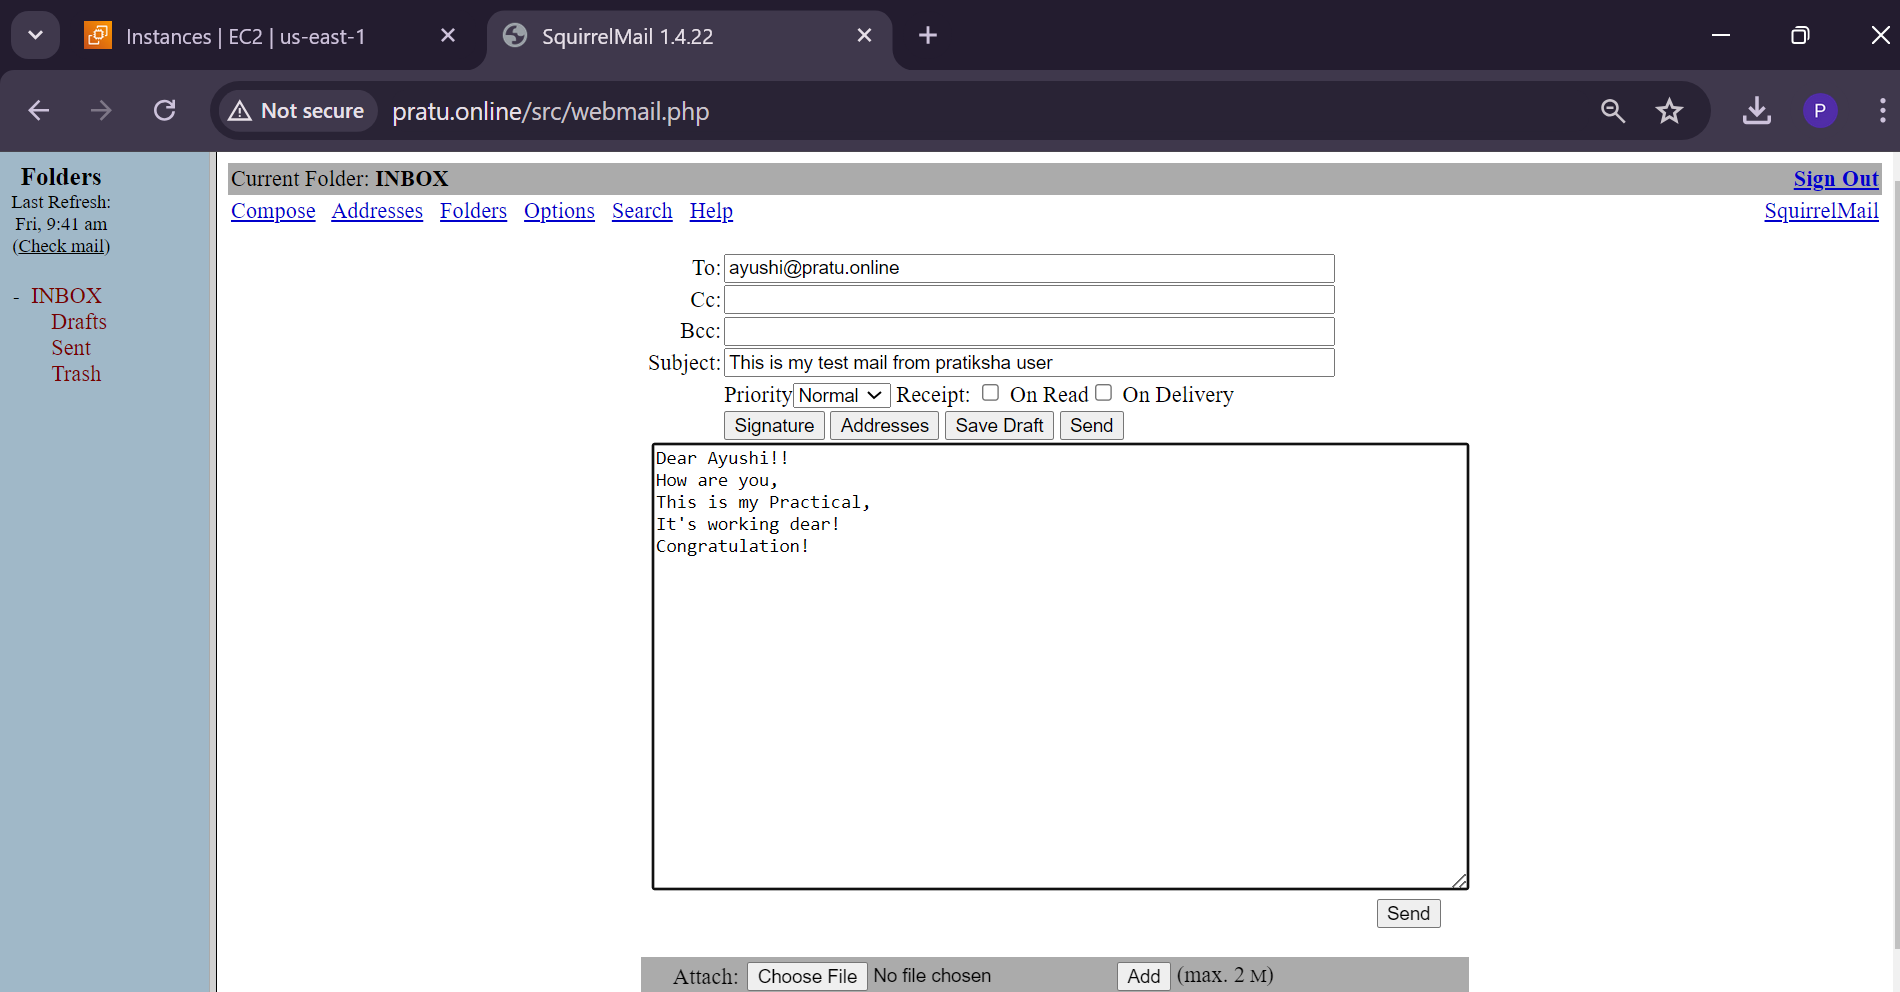 Instances | EC2 | us-east-1
SquirrelMail 1.4.22
Not secure
pratu.online/src/webmail.php
P
Folders
Last Refresh:
Fri, 9:41 am
(Check mail)
- INBOX
Drafts
Sent
Trash
Current Folder: INBOX
Sign Out
Compose Addresses Folders Options Search Help
SquirrelMail
To: ayushi@pratu.online
Cc:
Bcc:
Subject: This is my test mail from pratiksha user
Priority Normal Receipt: On Read On Delivery
Signature Addresses Save Draft Send
Dear Ayushi!!
How are you,
This is my Practical,
It's working dear!
Congratulation!
Send
Attach: Choose File No file chosen Add (max. 2 M)